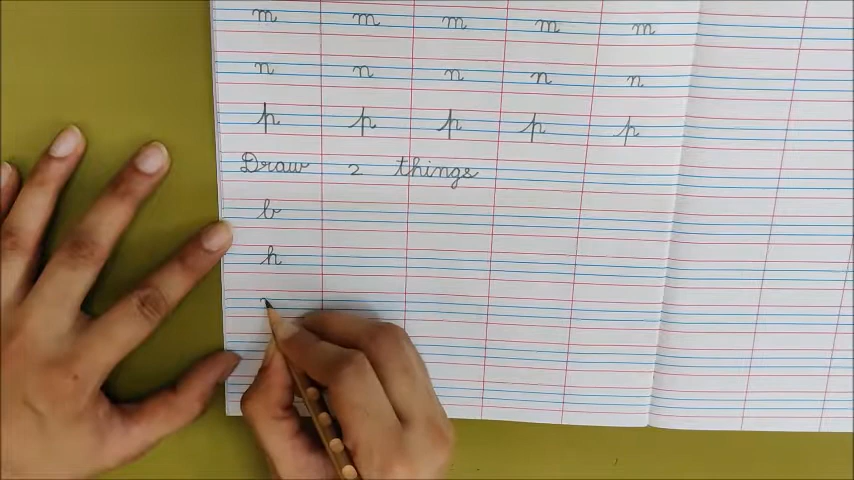 m m m m m
n n n n n
p p p p p
Draw 2 things
b
h